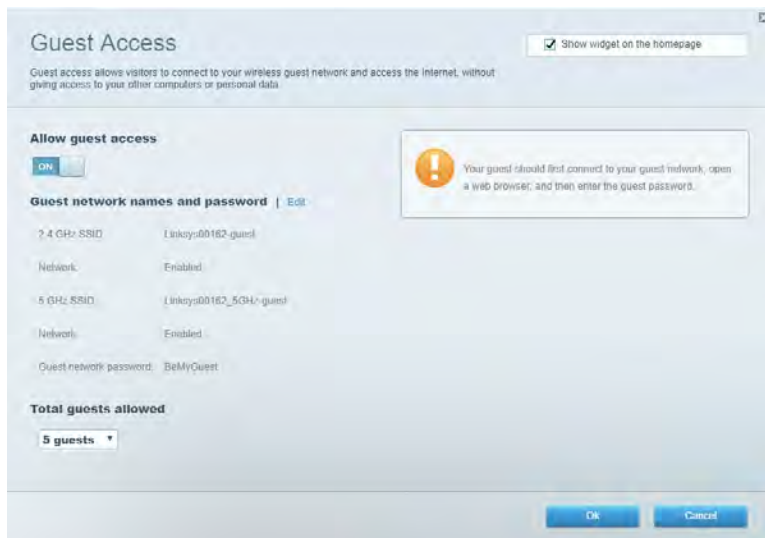 Guest Access
Show widget on the homepage
Guest access allows visitors to connect to your wireless guest network and access the Internet, without
giving access to your other computers or personal data.
Allow guest access
ON
Your guest should first connect to your guest network, open
a web browser, and then enter the guest password.
Guest network names and password | Edit
2.4 GHz SSID Linksys00162-guest
Network: Enabled
5 GHz SSID Linksys00162_5GHz-guest
Network: Enabled
Guest network password: BeMyGuest
Total guests allowed
5 guests
Ok Cancel